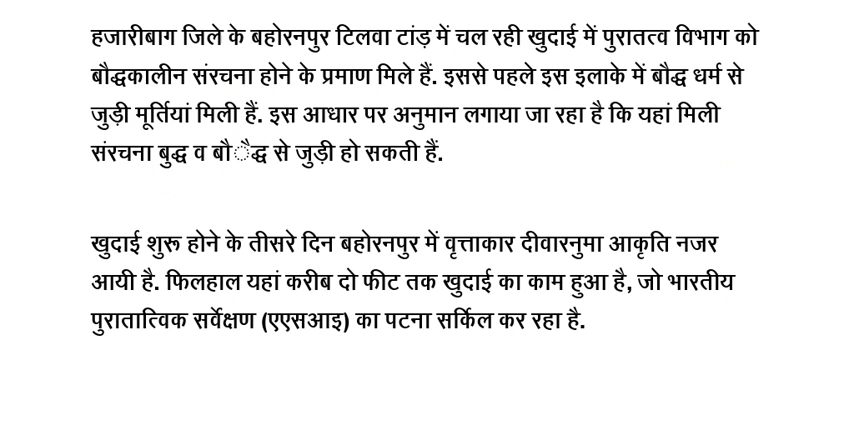 हजारीबाग जिले के बहोरनपुर टिलवा टांड़ में चल रही खुदाई में पुरातत्व विभाग को
बौद्धकालीन संरचना होने के प्रमाण मिले हैं. इससे पहले इस इलाके में बौद्ध धर्म से
जुड़ी मूर्तियां मिली हैं. इस आधार पर अनुमान लगाया जा रहा है कि यहां मिली
संरचना बुद्ध व बौैद्ध से जुड़ी हो सकती हैं.
खुदाई शुरू होने के तीसरे दिन बहोरनपुर में वृत्ताकार दीवारनुमा आकृति नजर
आयी है. फिलहाल यहां करीब दो फीट तक खुदाई का काम हुआ है, जो भारतीय
पुरातात्विक सर्वेक्षण (एएसआइ) का पटना सर्किल कर रहा है.